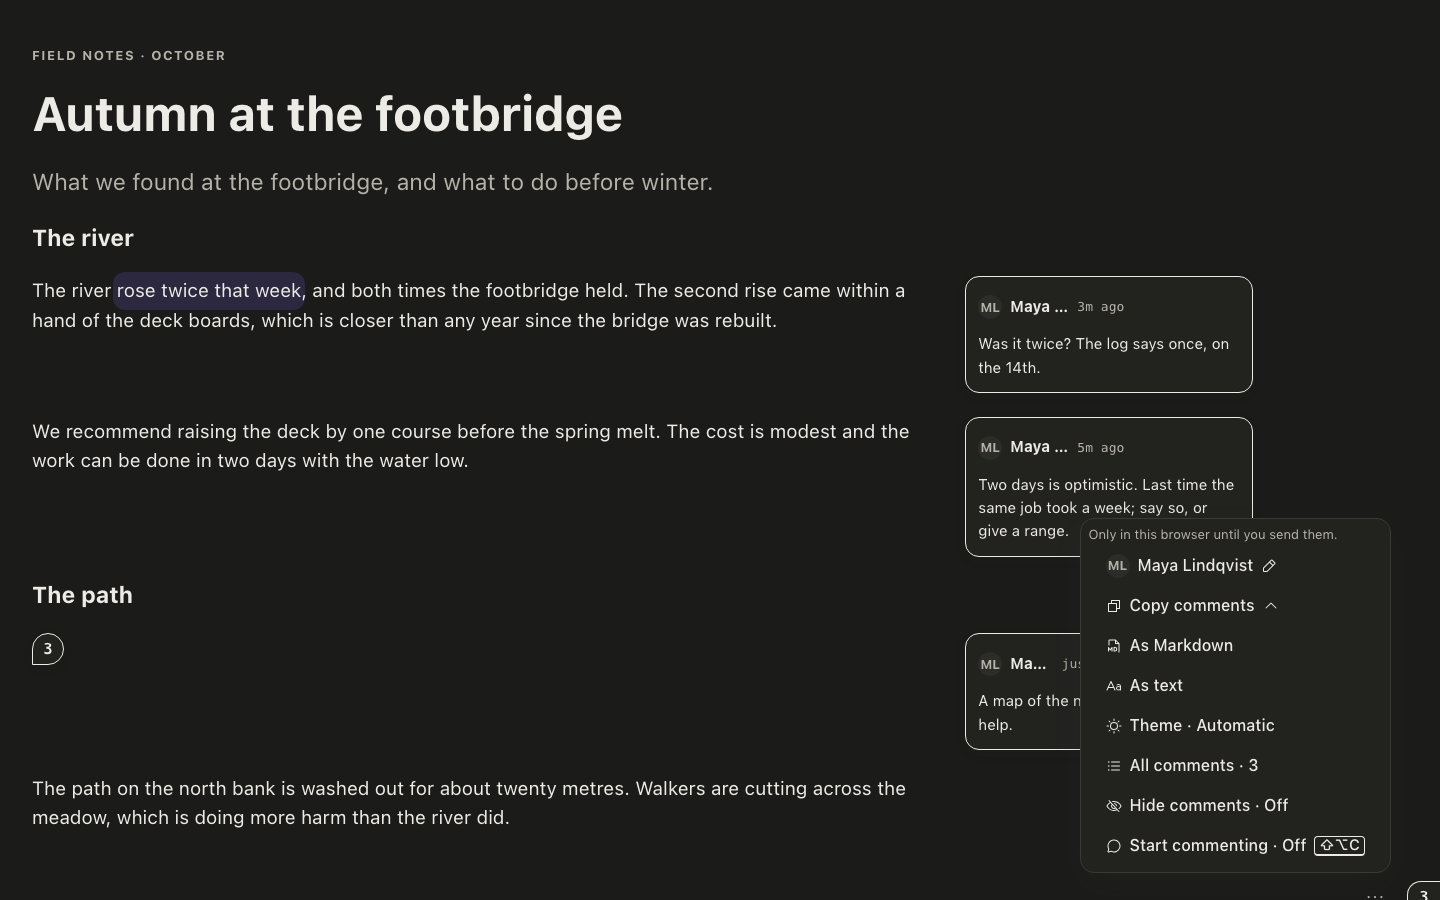 FIELD NOTES · OCTOBER
Autumn at the footbridge
What we found at the footbridge, and what to do before winter.
The river
The river rose twice that week, and both times the footbridge held. The second rise came within a
hand of the deck boards, which is closer than any year since the bridge was rebuilt.
ML Maya ... 3m ago
Was it twice? The log says once, on
the 14th.
We recommend raising the deck by one course before the spring melt. The cost is modest and the
work can be done in two days with the water low.
ML Maya ... 5m ago
Two days is optimistic. Last time the
same job took a week; say so, or
give a range.
The path
3
ML Ma...
A map of the
help.
The path on the north bank is washed out for about twenty metres. Walkers are cutting across the
meadow, which is doing more harm than the river did.
Only in this browser until you send them.
ML Maya Lindqvist
Copy comments
As Markdown
Aa As text
Theme · Automatic
All comments · 3
Hide comments · Off
Start commenting · Off ⇧⌥C
... 3